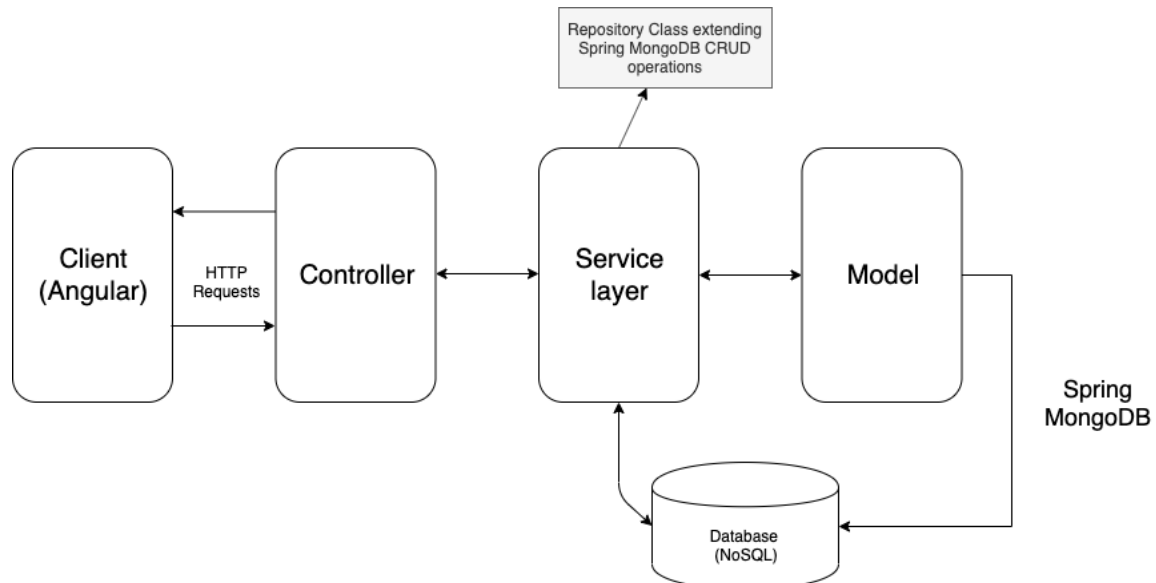 Repository Class extending
Spring MongoDB CRUD
operations
Client
(Angular)
HTTP
Requests
Controller
Service
layer
Model
Spring
MongoDB
Database
(NoSQL)